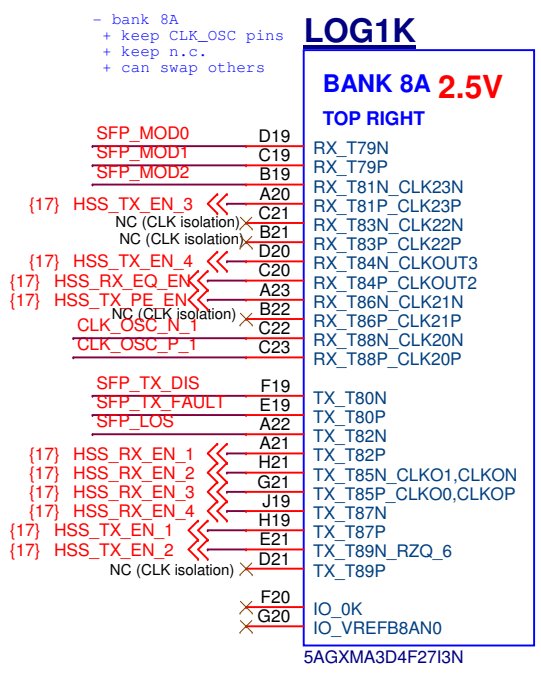 - bank 8A
+ keep CLK_OSC pins
+ keep n.c.
+ can swap others
LOG1K
BANK 8A 2.5V
TOP RIGHT
SFP_MOD0 D19 RX_T79N
SFP_MOD1 C19 RX_T79P
SFP_MOD2 B19 RX_T81N_CLK23N
{17} HSS_TX_EN_3 A20 RX_T81P_CLK23P
NC (CLK isolation) C21 RX_T83N_CLK22N
NC (CLK isolation) B21 RX_T83P_CLK22P
{17} HSS_TX_EN_4 D20 RX_T84N_CLKOUT3
{17} HSS_RX_EQ_EN C20 RX_T84P_CLKOUT2
{17} HSS_TX_PE_EN A23 RX_T86N_CLK21N
NC (CLK isolation) B22 RX_T86P_CLK21P
CLK_OSC_N_1 C22 RX_T88N_CLK20N
CLK_OSC_P_1 C23 RX_T88P_CLK20P
SFP_TX_DIS F19 TX_T80N
SFP_TX_FAULT E19 TX_T80P
SFP_LOS A22 TX_T82N
{17} HSS_RX_EN_1 A21 TX_T82P
{17} HSS_RX_EN_2 H21 TX_T85N_CLKO1,CLKON
{17} HSS_RX_EN_3 G21 TX_T85P_CLKO0,CLKOP
{17} HSS_RX_EN_4 J19 TX_T87N
{17} HSS_TX_EN_1 H19 TX_T87P
{17} HSS_TX_EN_2 E21 TX_T89N_RZQ_6
NC (CLK isolation) D21 TX_T89P
F20 IO_0K
G20 IO_VREFB8AN0
5AGXMA3D4F27I3N